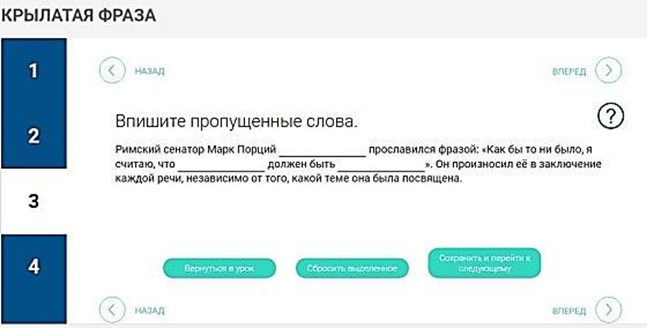 КРЫЛАТАЯ ФРАЗА
1
НАЗАД
ВПЕРЕД
2
Впишите пропущенные слова.
?
Римский сенатор Марк Порций ______________ прославился фразой: «Как бы то ни было, я
считаю, что ______________ должен быть ______________ ». Он произносил её в заключение
каждой речи, независимо от того, какой теме она была посвящена.
3
4
Вернуться в урок
Сбросить выделенное
Сохранить и перейти к
следующему
НАЗАД
ВПЕРЕД